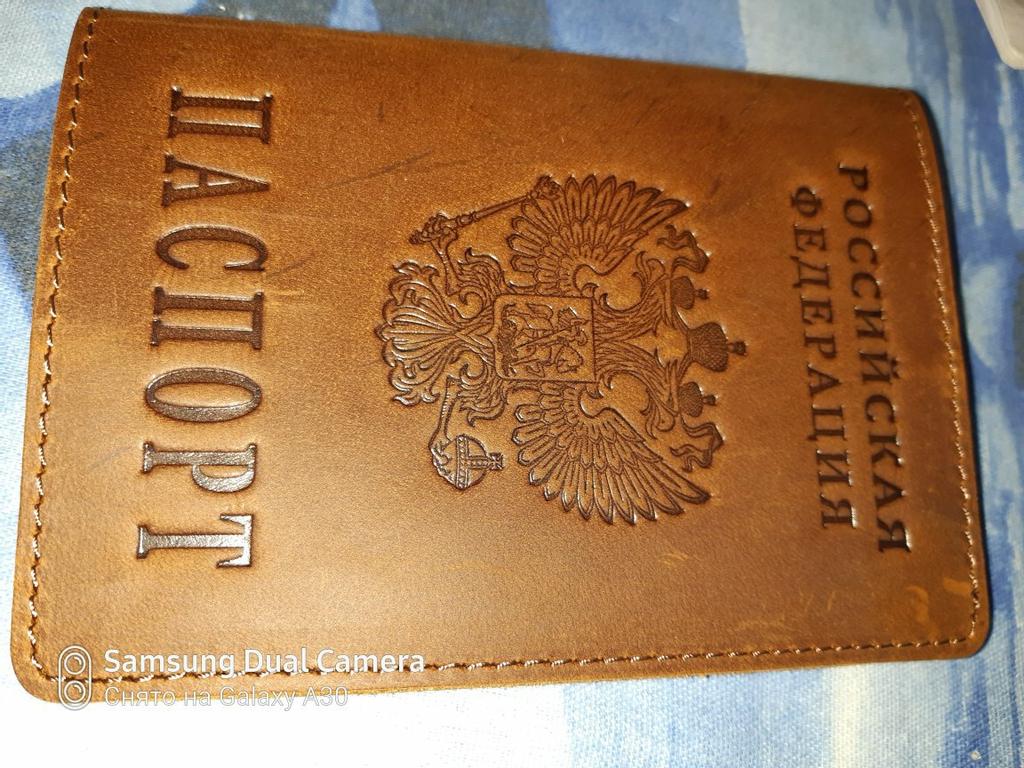 РОССИЙСКАЯ
ФЕДЕРАЦИЯ
ПАСПОРТ
Samsung Dual Camera
Снято на Galaxy A30